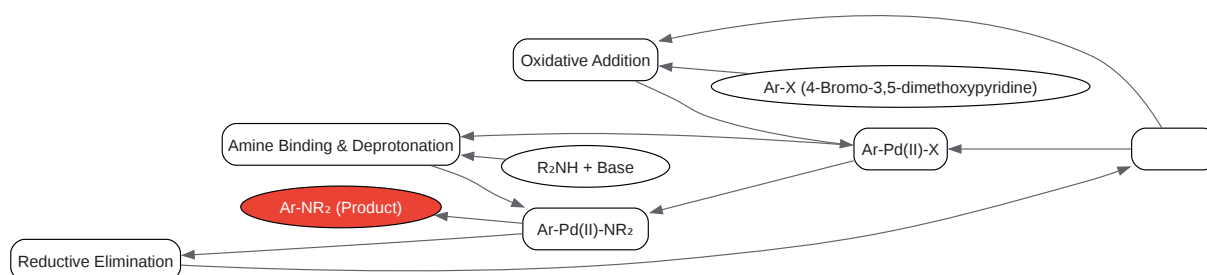 Oxidative Addition
Ar-X (4-Bromo-3,5-dimethoxypyridine)
Amine Binding & Deprotonation
Ar-Pd(II)-X
R₂NH + Base
Ar-NR₂ (Product)
Ar-Pd(II)-NR₂
Reductive Elimination